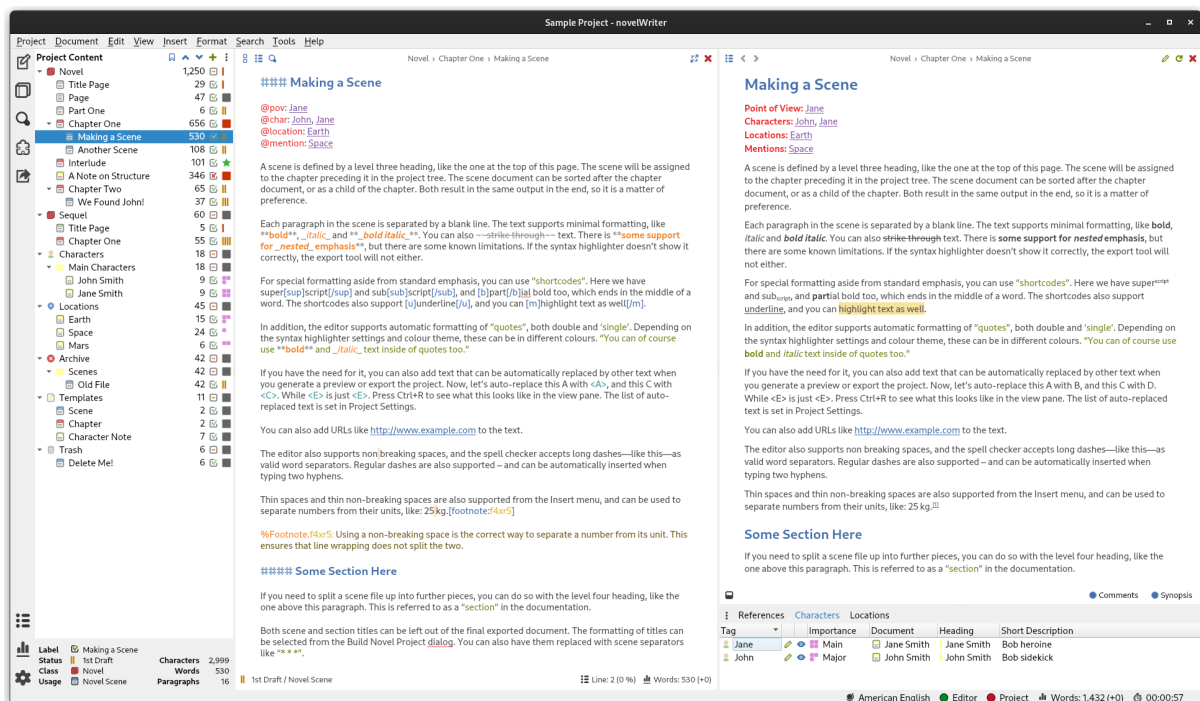 Sample Project - novelWriter
Project Document Edit View Insert Format Search Tools Help
Project Content
Novel 1,250
Title Page 29
Page 47
Part One 6
Chapter One 656
Making a Scene 530
Another Scene 108
Interlude 101
A Note on Structure 346
Chapter Two 65
We Found John! 37
Sequel 60
Title Page 5
Chapter One 55
Characters 18
Main Characters 18
John Smith 9
Jane Smith 9
Locations 45
Earth 15
Space 24
Mars 6
Archive 42
Scenes 42
Old File 42
Templates 11
Scene 2
Chapter 2
Character Note 7
Trash 6
Delete Me! 6
Label Making a Scene
Status 1st Draft Characters 2,999
Class Novel Words 530
Usage Novel Scene Paragraphs 16
Novel › Chapter One › Making a Scene
### Making a Scene
@pov: Jane
@char: John, Jane
@location: Earth
@mention: Space
A scene is defined by a level three heading, like the one at the top of this page. The scene will be assigned
to the chapter preceding it in the project tree. The scene document can be sorted after the chapter
document, or as a child of the chapter. Both result in the same output in the end, so it is a matter of
preference.
Each paragraph in the scene is separated by a blank line. The text supports minimal formatting, like
**bold**, _italic_ and **_bold italic_**. You can also ~~strike through~~ text. There is **some support
for _nested_ emphasis**, but there are some known limitations. If the syntax highlighter doesn't show it
correctly, the export tool will not either.
For special formatting aside from standard emphasis, you can use “shortcodes”. Here we have
super[sup]script[/sup] and sub[sub]script[/sub], and [b]part[/b]ial bold too, which ends in the middle of a
word. The shortcodes also support [u]underline[/u], and you can [m]highlight text as well[/m].
In addition, the editor supports automatic formatting of “quotes”, both double and ‘single’. Depending on
the syntax highlighter settings and colour theme, these can be in different colours. “You can of course
use **bold** and _italic_ text inside of quotes too.”
If you have the need for it, you can also add text that can be automatically replaced by other text when
you generate a preview or export the project. Now, let’s auto-replace this A with <A>, and this C with
<C>. While <E> is just <E>. Press Ctrl+R to see what this looks like in the view pane. The list of auto-
replaced text is set in Project Settings.
You can also add URLs like http://www.example.com to the text.
The editor also supports non breaking spaces, and the spell checker accepts long dashes—like this—as
valid word separators. Regular dashes are also supported – and can be automatically inserted when
typing two hyphens.
Thin spaces and thin non-breaking spaces are also supported from the Insert menu, and can be used to
separate numbers from their units, like: 25 kg.[footnote:f4xr5]
%Footnote.f4xr5: Using a non-breaking space is the correct way to separate a number from its unit. This
ensures that line wrapping does not split the two.
#### Some Section Here
If you need to split a scene file up into further pieces, you can do so with the level four heading, like the
one above this paragraph. This is referred to as a “section” in the documentation.
Both scene and section titles can be left out of the final exported document. The formatting of titles can
be selected from the Build Novel Project dialog. You can also have them replaced with scene separators
like “* * *”.
1st Draft / Novel Scene Line: 2 (0 %) Words: 530 (+0)
Novel › Chapter One › Making a Scene
Making a Scene
Point of View: Jane
Characters: John, Jane
Locations: Earth
Mentions: Space
A scene is defined by a level three heading, like the one at the top of this page. The scene will be assigned
to the chapter preceding it in the project tree. The scene document can be sorted after the chapter
document, or as a child of the chapter. Both result in the same output in the end, so it is a matter of
preference.
Each paragraph in the scene is separated by a blank line. The text supports minimal formatting, like bold,
italic and bold italic. You can also strike through text. There is some support for nested emphasis, but
there are some known limitations. If the syntax highlighter doesn't show it correctly, the export tool will
not either.
For special formatting aside from standard emphasis, you can use “shortcodes”. Here we have superscript
and subscript, and partial bold too, which ends in the middle of a word. The shortcodes also support
underline, and you can highlight text as well.
In addition, the editor supports automatic formatting of “quotes”, both double and ‘single’. Depending on
the syntax highlighter settings and colour theme, these can be in different colours. “You can of course use
bold and italic text inside of quotes too.”
If you have the need for it, you can also add text that can be automatically replaced by other text when
you generate a preview or export the project. Now, let’s auto-replace this A with B, and this C with D.
While <E> is just <E>. Press Ctrl+R to see what this looks like in the view pane. The list of auto-replaced
text is set in Project Settings.
You can also add URLs like http://www.example.com to the text.
The editor also supports non breaking spaces, and the spell checker accepts long dashes—like this—as
valid word separators. Regular dashes are also supported – and can be automatically inserted when
typing two hyphens.
Thin spaces and thin non-breaking spaces are also supported from the Insert menu, and can be used to
separate numbers from their units, like: 25 kg.[1]
Some Section Here
If you need to split a scene file up into further pieces, you can do so with the level four heading, like the
one above this paragraph. This is referred to as a “section” in the documentation.
Comments Synopsis
References Characters Locations
Tag Importance Document Heading Short Description
Jane Main Jane Smith Jane Smith Bob heroine
John Major John Smith John Smith Bob sidekick
American English Editor Project Words: 1,432 (+0) 00:00:57